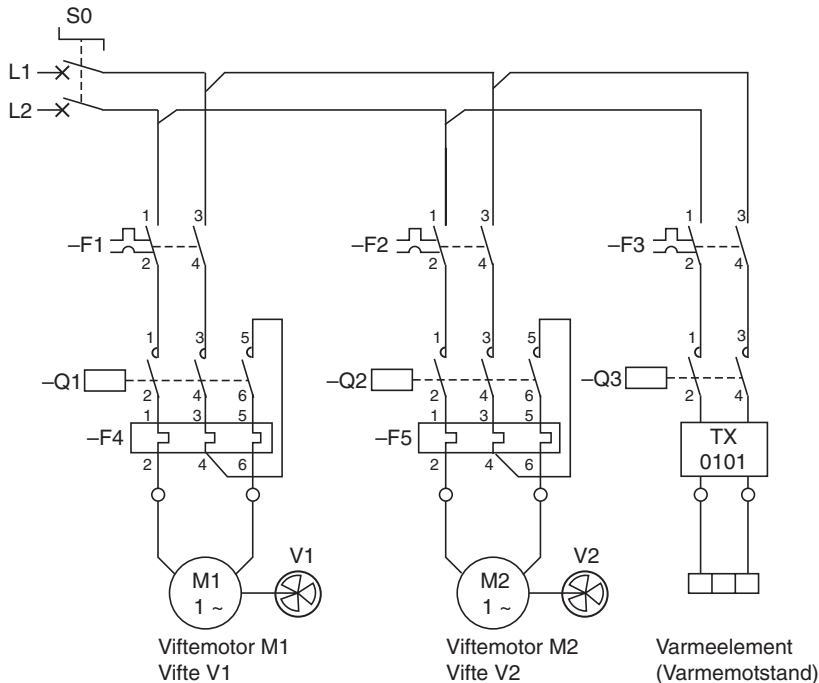 S0
L1
L2
1 3 1 3 1 3
–F1 –F2 –F3
2 4 2 4 2 4
1 3 5 1 3 5 1 3
–Q1 –Q2 –Q3
2 4 6 2 4 6 2 4
1 3 5 1 3 5 TX
–F4 –F5 0101
2 4 6 2 4 6
V1 V2
M1 M2
1 ~ 1 ~
Viftemotor M1 Viftemotor M2 Varmeelement
Vifte V1 Vifte V2 (Varmemotstand)